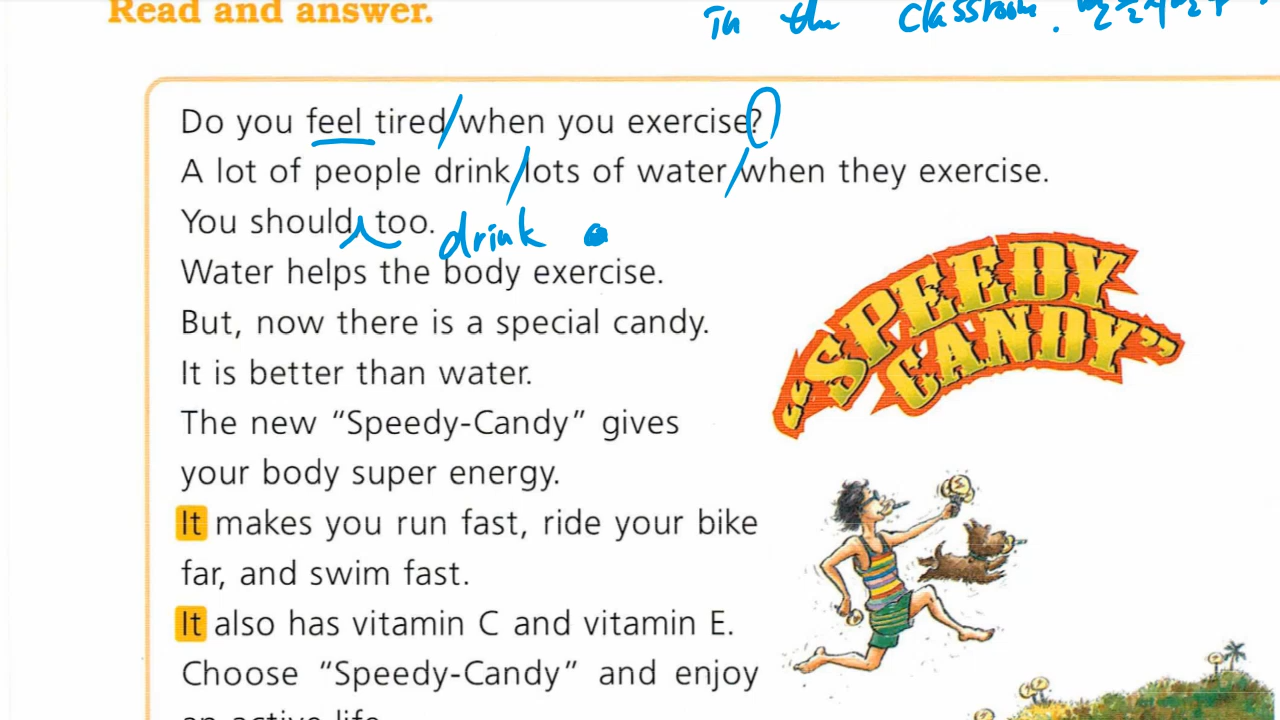 Read and answer.
in the classroom.
Do you feel tired/when you exercise?
A lot of people drink/lots of water/when they exercise.
You should too.
drink
Water helps the body exercise.
But, now there is a special candy.
It is better than water.
The new “Speedy-Candy” gives
your body super energy.
It makes you run fast, ride your bike
far, and swim fast.
It also has vitamin C and vitamin E.
Choose “Speedy-Candy” and enjoy
an active life.
“SPEEDY
CANDY”